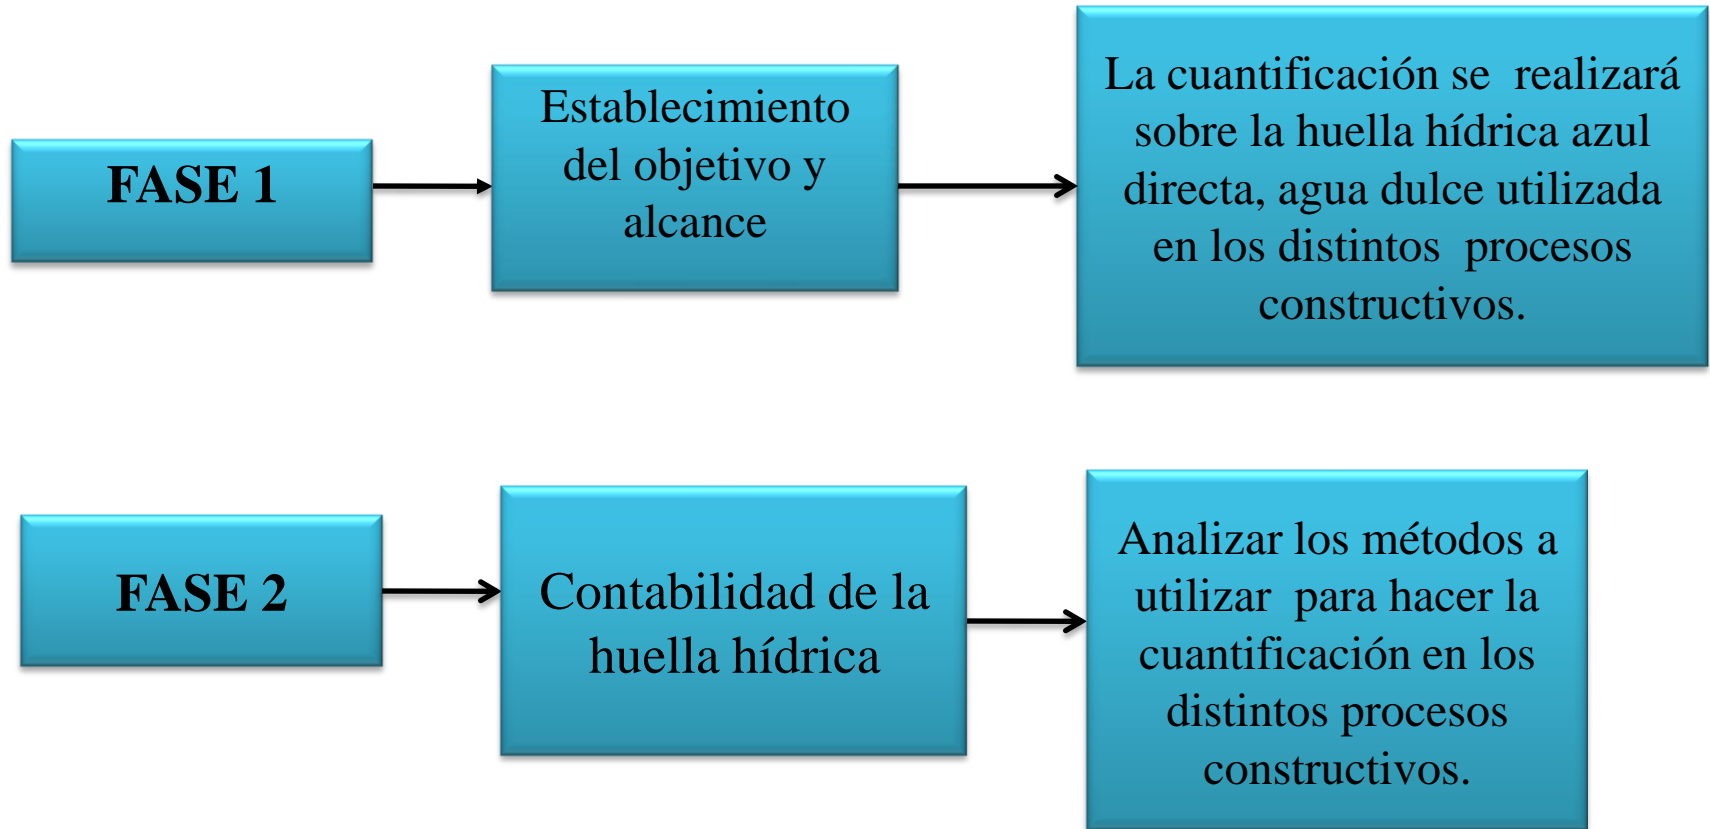 FASE 1
Establecimiento
del objetivo y
alcance
La cuantificación se realizará
sobre la huella hídrica azul
directa, agua dulce utilizada
en los distintos procesos
constructivos.
FASE 2
Contabilidad de la
huella hídrica
Analizar los métodos a
utilizar para hacer la
cuantificación en los
distintos procesos
constructivos.